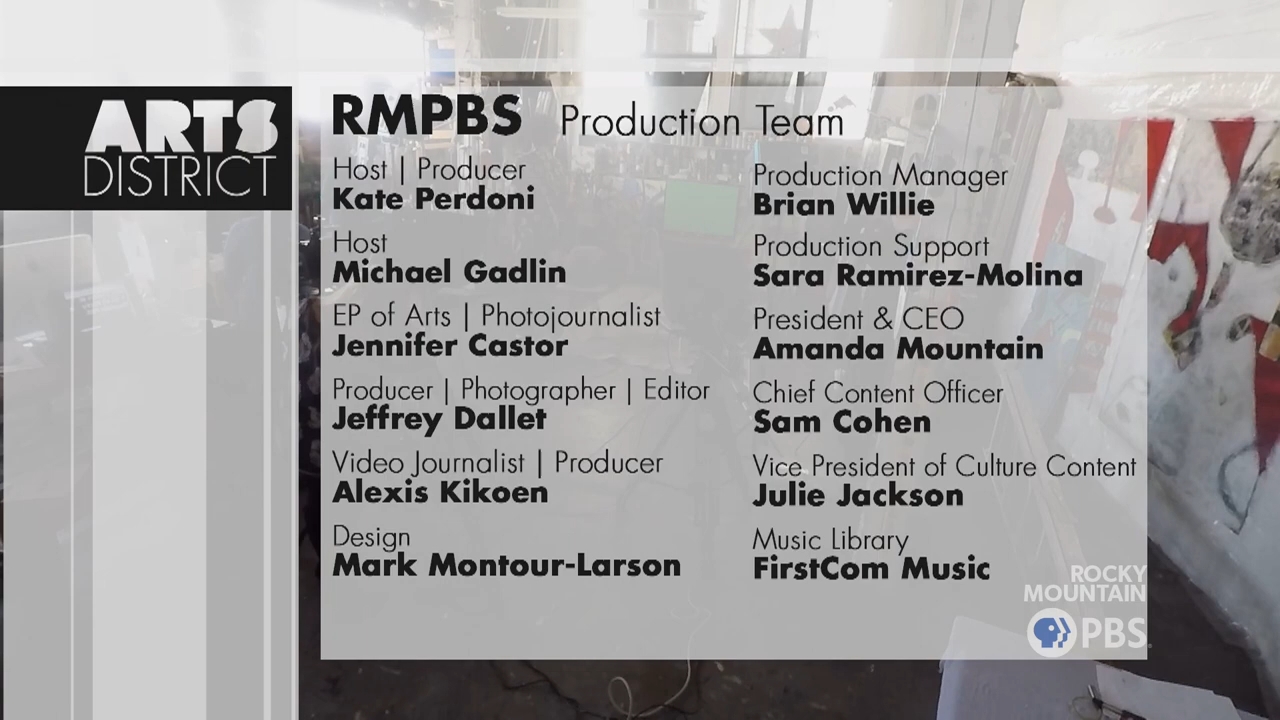 ARTS
DISTRICT
RMPBS Production Team
Host | Producer
Kate Perdoni
Host
Michael Gadlin
EP of Arts | Photojournalist
Jennifer Castor
Producer | Photographer | Editor
Jeffrey Dallet
Video Journalist | Producer
Alexis Kikoen
Design
Mark Montour-Larson
Production Manager
Brian Willie
Production Support
Sara Ramirez-Molina
President & CEO
Amanda Mountain
Chief Content Officer
Sam Cohen
Vice President of Culture Content
Julie Jackson
Music Library
FirstCom Music
ROCKY
MOUNTAIN
PBS